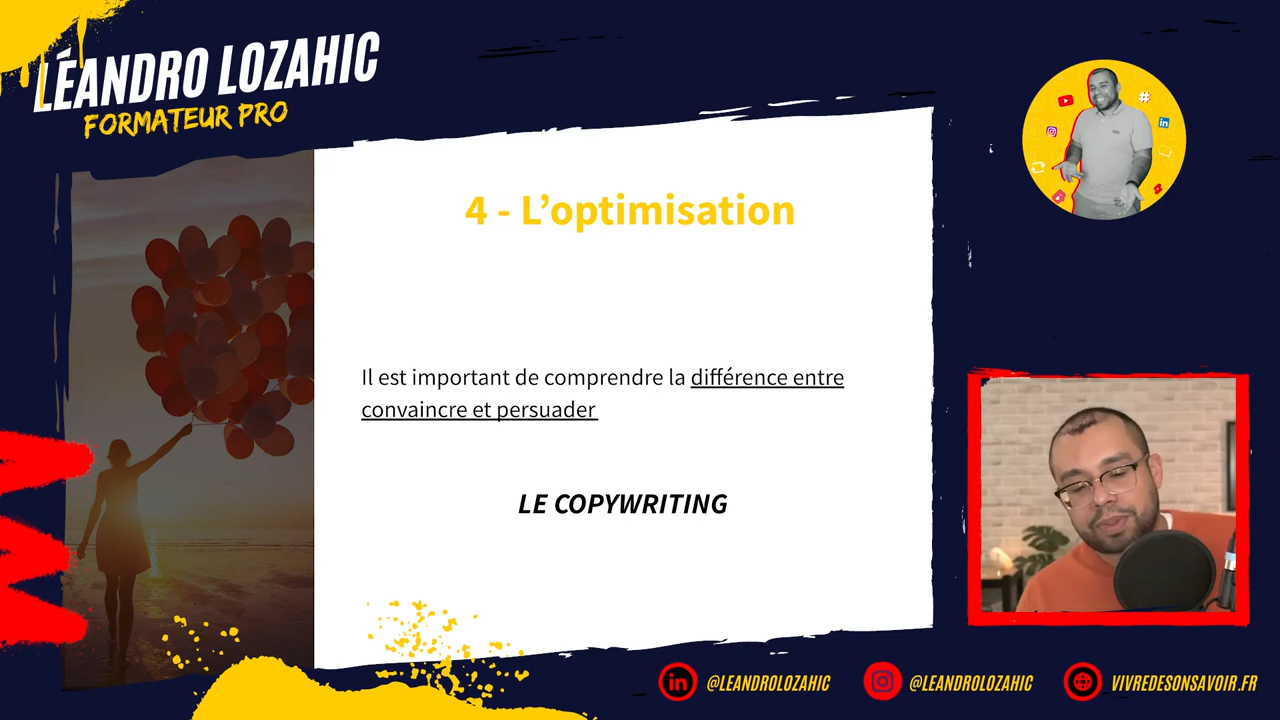 LÉANDRO LOZAHIC
FORMATEUR PRO
4 - L’optimisation
Il est important de comprendre la différence entre
convaincre et persuader
LE COPYWRITING
@LEANDROLOZAHIC
@LEANDROLOZAHIC
VIVREDESONSAVOIR.FR